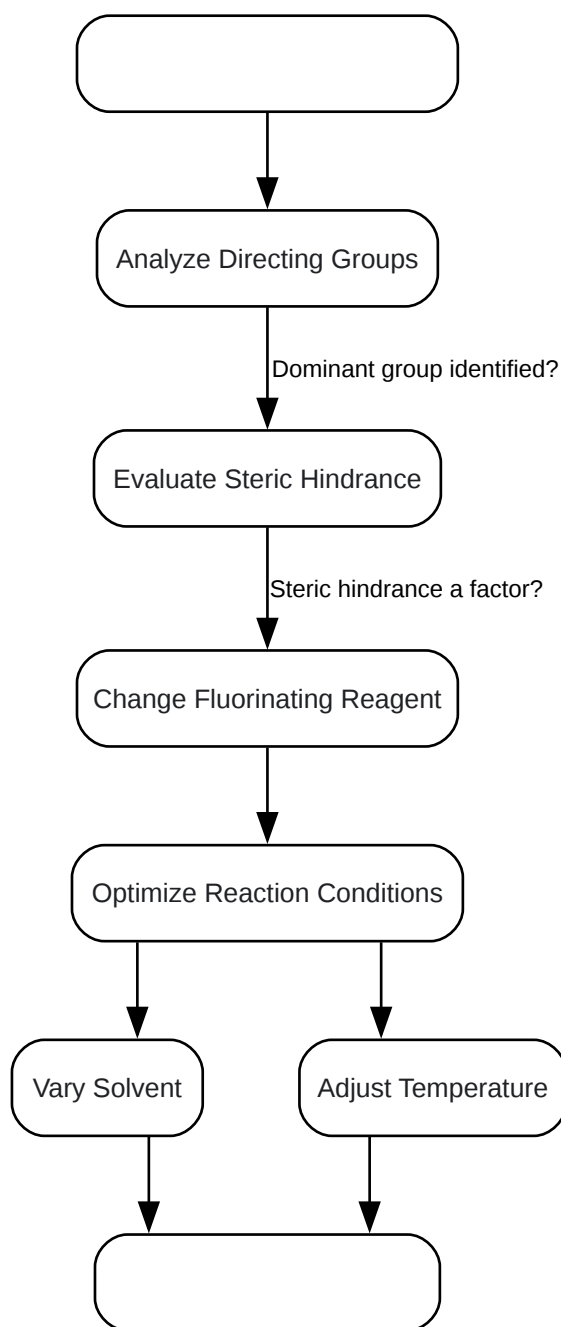 Analyze Directing Groups
Dominant group identified?
Evaluate Steric Hindrance
Steric hindrance a factor?
Change Fluorinating Reagent
Optimize Reaction Conditions
Vary Solvent
Adjust Temperature